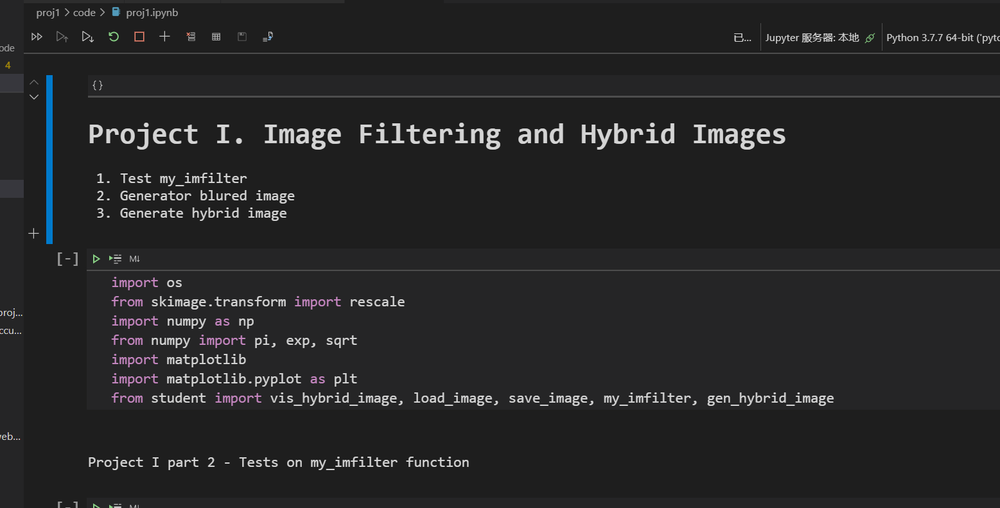 proj1 > code > proj1.ipynb
已... Jupyter 服务器: 本地 Python 3.7.7 64-bit ('pyto
ode
4
{}
Project I. Image Filtering and Hybrid Images
1. Test my_imfilter
2. Generator blured image
3. Generate hybrid image
[-] M↓
import os
from skimage.transform import rescale
import numpy as np
from numpy import pi, exp, sqrt
import matplotlib
import matplotlib.pyplot as plt
from student import vis_hybrid_image, load_image, save_image, my_imfilter, gen_hybrid_image
proj...
ccu...
eb...
Project I part 2 - Tests on my_imfilter function
[-] M↓